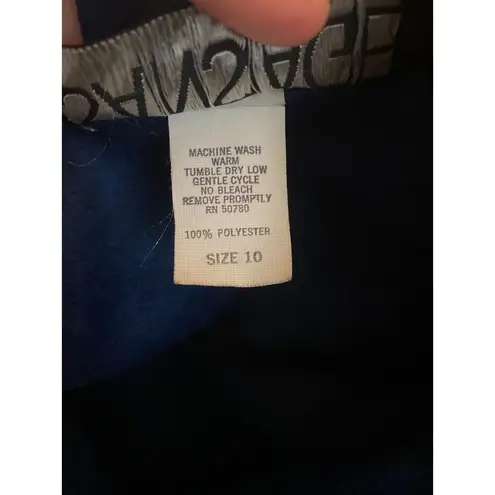 MACHINE WASH
WARM
TUMBLE DRY LOW
GENTLE CYCLE
NO BLEACH
REMOVE PROMPTLY
RN 50780
100% POLYESTER
SIZE 10